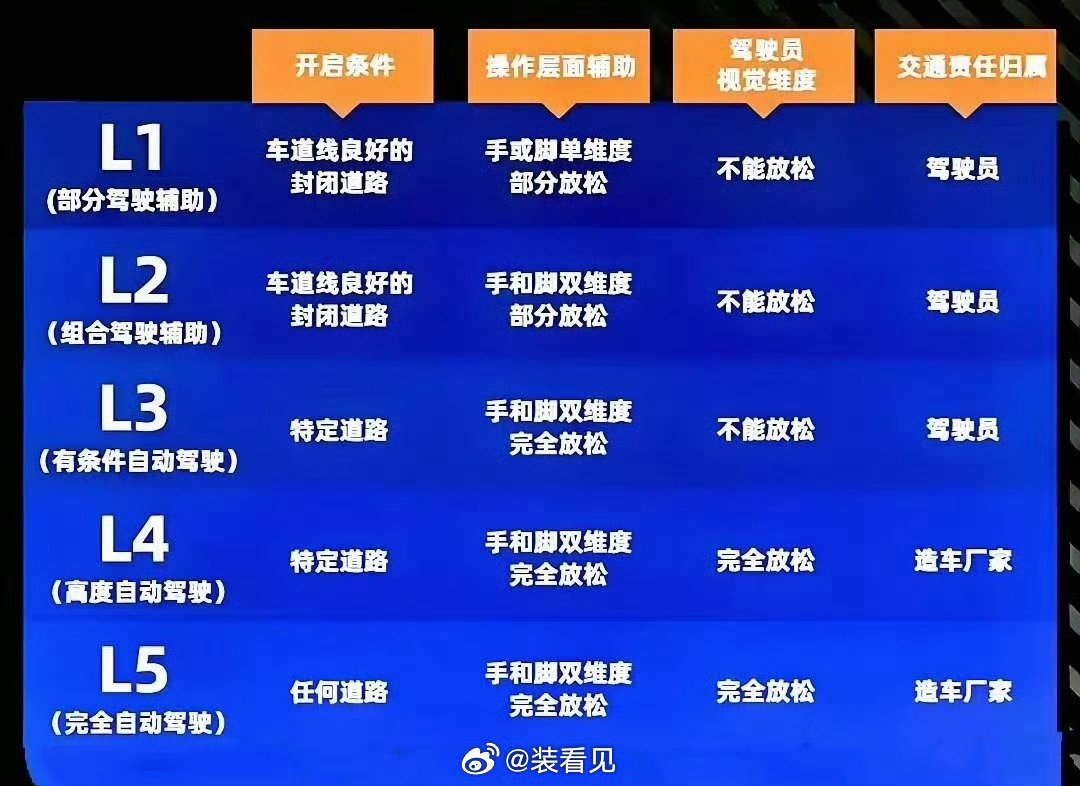 开启条件
操作层面辅助
驾驶员
视觉维度
交通责任归属
L1
(部分驾驶辅助)
车道线良好的
封闭道路
手或脚单维度
部分放松
不能放松
驾驶员
L2
(组合驾驶辅助)
车道线良好的
封闭道路
手和脚双维度
部分放松
不能放松
驾驶员
L3
(有条件自动驾驶)
特定道路
手和脚双维度
完全放松
不能放松
驾驶员
L4
(高度自动驾驶)
特定道路
手和脚双维度
完全放松
完全放松
造车厂家
L5
(完全自动驾驶)
任何道路
手和脚双维度
完全放松
完全放松
造车厂家
@装看见